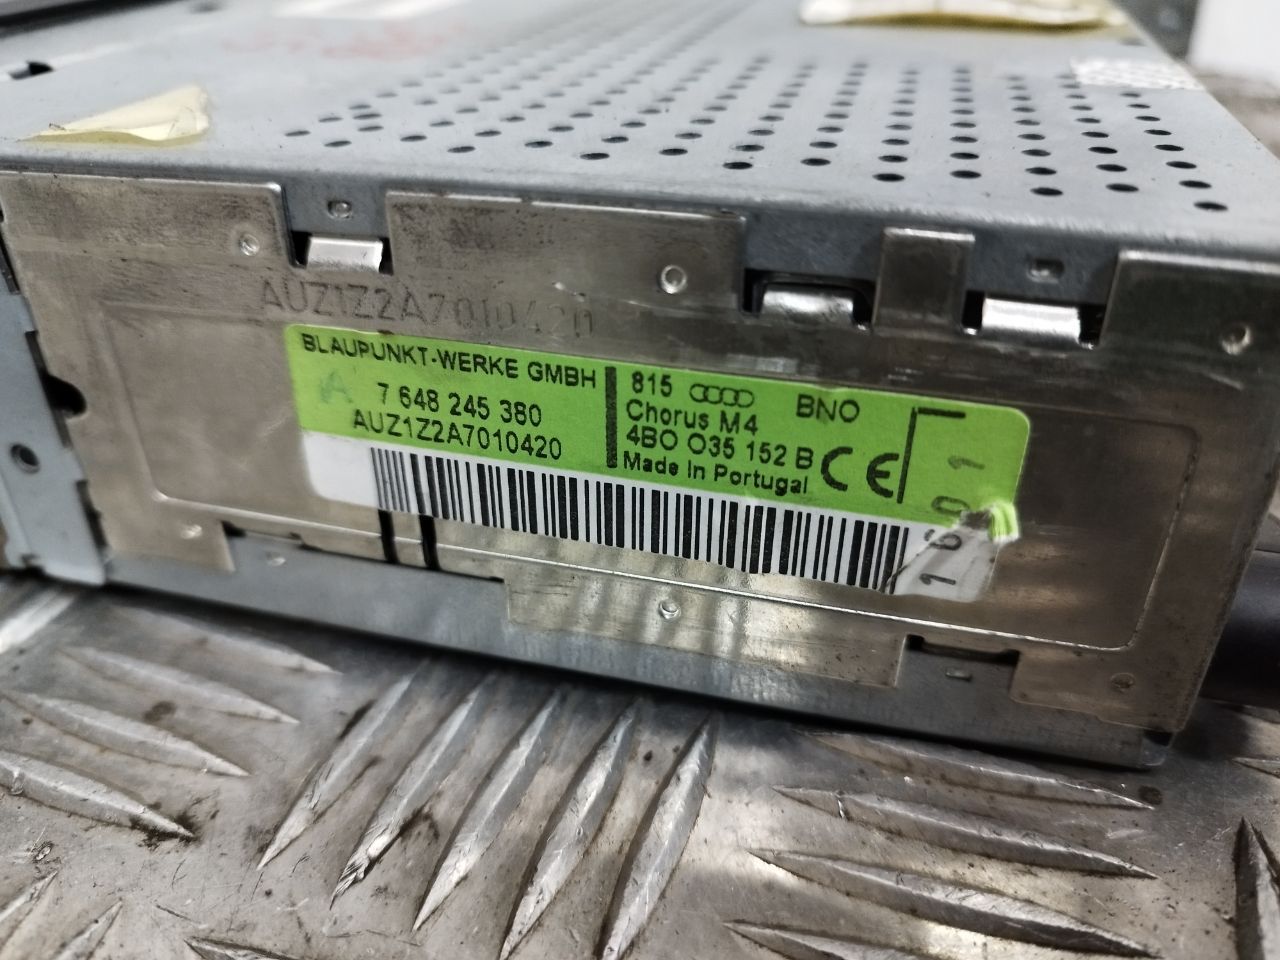 AUZ1Z2A7010420
BLAUPUNKT-WERKE GMBH
A 7 648 245 380
AUZ1Z2A7010420
815 BNO
Chorus M4
4B0 035 152 B
Made in Portugal
CE
1601